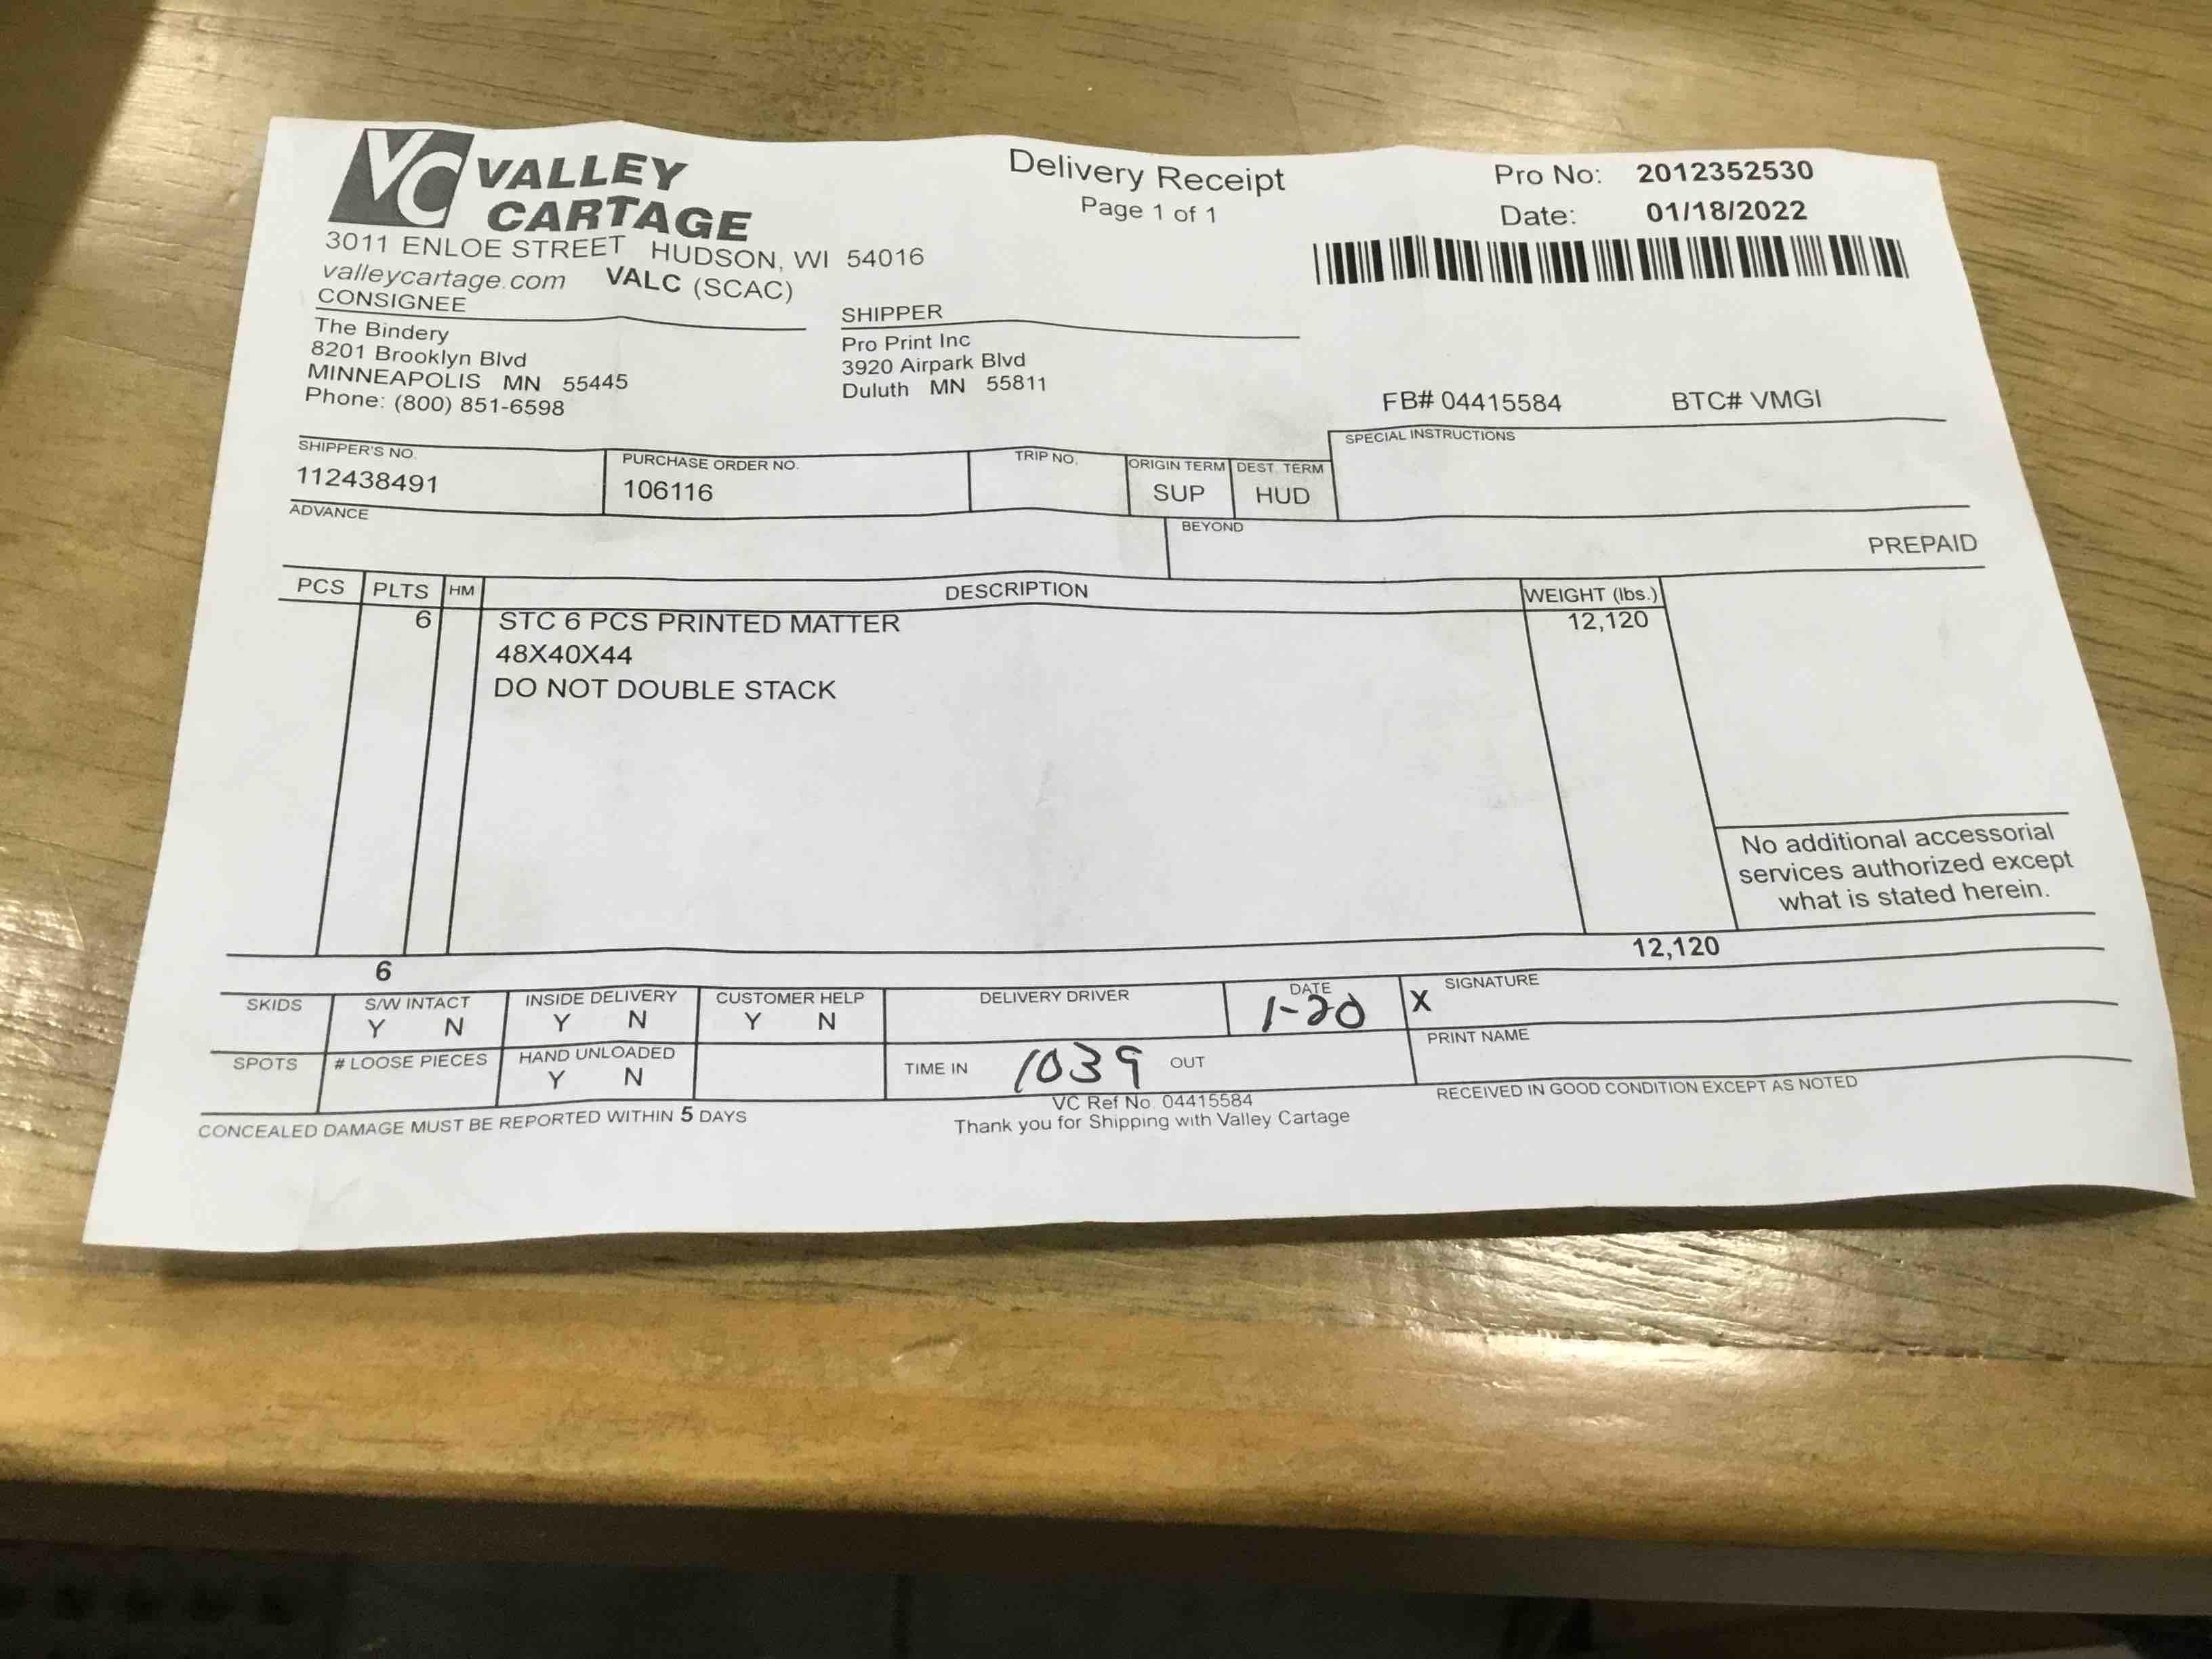 VC VALLEY CARTAGE
3011 ENLOE STREET HUDSON, WI 54016
valleycartage.com VALC (SCAC)
Delivery Receipt
Page 1 of 1
Pro No: 2012352530
Date: 01/18/2022
CONSIGNEE
The Bindery
8201 Brooklyn Blvd
MINNEAPOLIS MN 55445
Phone: (800) 851-6598
SHIPPER
Pro Print Inc
3920 Airpark Blvd
Duluth MN 55811
FB# 04415584 BTC# VMGI
SHIPPER'S NO.
112438491
PURCHASE ORDER NO.
106116
TRIP NO.
ORIGIN TERM
SUP
DEST. TERM
HUD
SPECIAL INSTRUCTIONS
ADVANCE
BEYOND
PREPAID
PCS PLTS HM DESCRIPTION WEIGHT (lbs.)
6 STC 6 PCS PRINTED MATTER 12,120
48X40X44
DO NOT DOUBLE STACK
No additional accessorial
services authorized except
what is stated herein.
6 12,120
SKIDS
S/W INTACT
Y N
INSIDE DELIVERY
Y N
CUSTOMER HELP
Y N
DELIVERY DRIVER
DATE
1-20
X SIGNATURE
SPOTS
# LOOSE PIECES
HAND UNLOADED
Y N
TIME IN 1039 OUT
PRINT NAME
CONCEALED DAMAGE MUST BE REPORTED WITHIN 5 DAYS
VC Ref No. 04415584
Thank you for Shipping with Valley Cartage
RECEIVED IN GOOD CONDITION EXCEPT AS NOTED